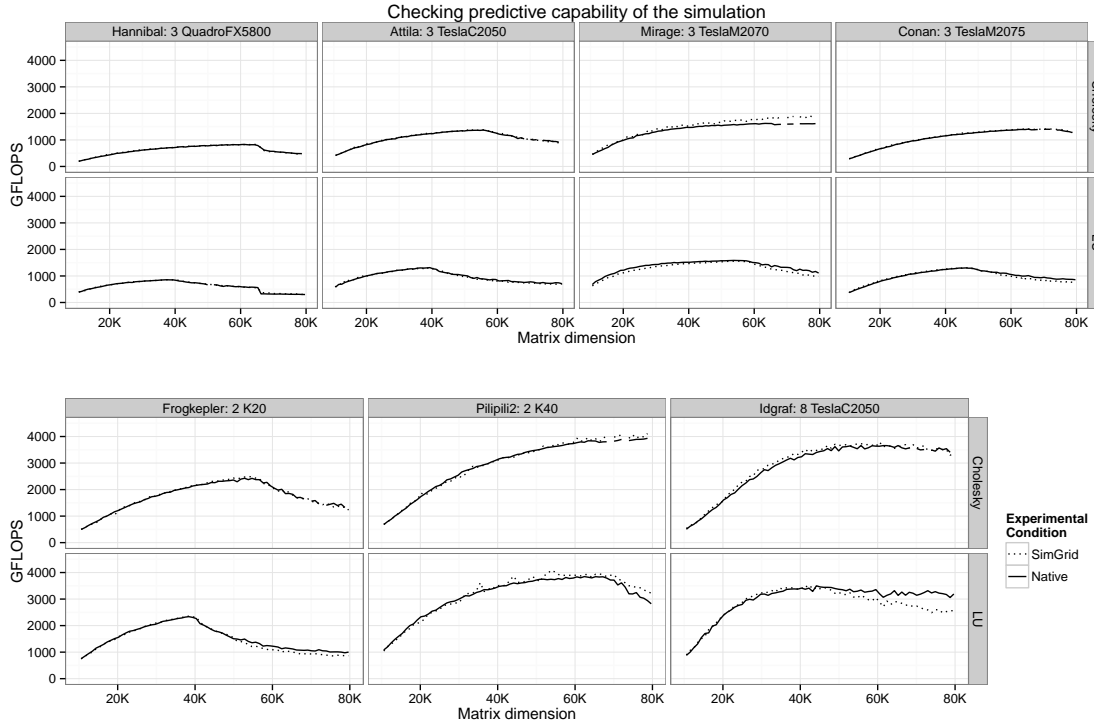 Checking predictive capability of the simulation
Hannibal: 3 QuadroFX5800
Attila: 3 TeslaC2050
Mirage: 3 TeslaM2070
Conan: 3 TeslaM2075
4000
3000
2000
1000
0
4000
3000
2000
1000
0
GFLOPS
20K 40K 60K 80K
20K 40K 60K 80K
20K 40K 60K 80K
20K 40K 60K 80K
Matrix dimension
Frogkepler: 2 K20
Pilipili2: 2 K40
Idgraf: 8 TeslaC2050
4000
3000
2000
1000
0
Cholesky
4000
3000
2000
1000
0
LU
GFLOPS
20K 40K 60K 80K
20K 40K 60K 80K
20K 40K 60K 80K
Matrix dimension
Experimental
Condition
SimGrid
Native